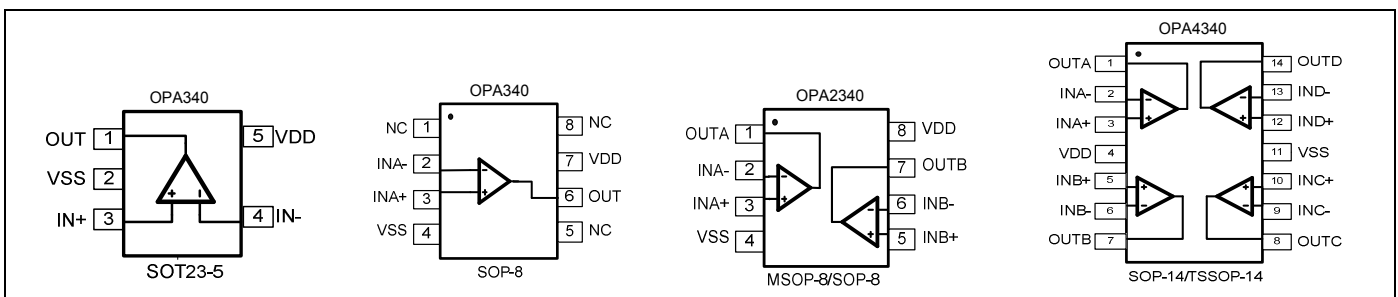 OPA340
OUT 1
5 VDD
VSS 2
IN+ 3
4 IN-
+ -
SOT23-5
OPA340
NC 1
8 NC
INA- 2
7 VDD
INA+ 3
6 OUT
VSS 4
5 NC
-
+
SOP-8
OPA2340
OUTA 1
8 VDD
INA- 2
7 OUTB
INA+ 3
6 INB-
VSS 4
5 INB+
-
+
-
+
MSOP-8/SOP-8
OPA4340
OUTA 1
14 OUTD
INA- 2
13 IND-
INA+ 3
12 IND+
VDD 4
11 VSS
INB+ 5
10 INC+
INB- 6
9 INC-
OUTB 7
8 OUTC
-
+
-
+
+
-
+
-
SOP-14/TSSOP-14